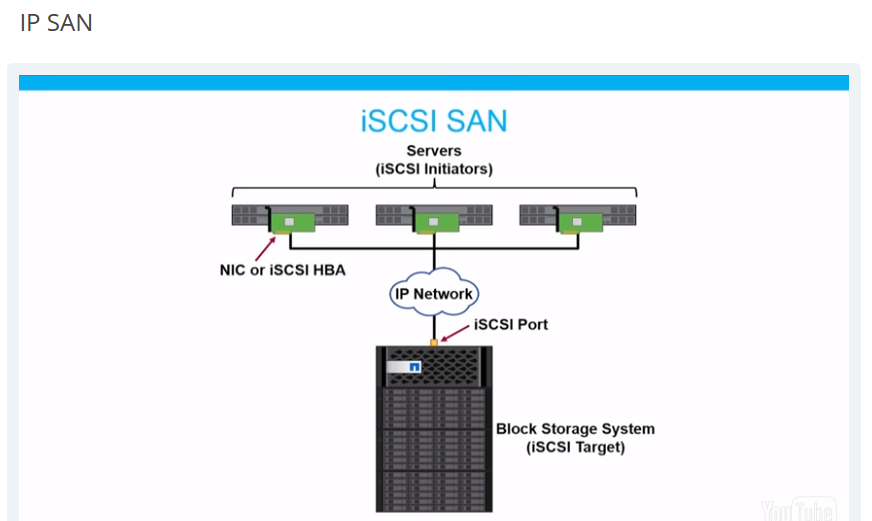 IP SAN
iSCSI SAN
Servers
(iSCSI Initiators)
NIC or iSCSI HBA
IP Network
iSCSI Port
Block Storage System
(iSCSI Target)
YouTube